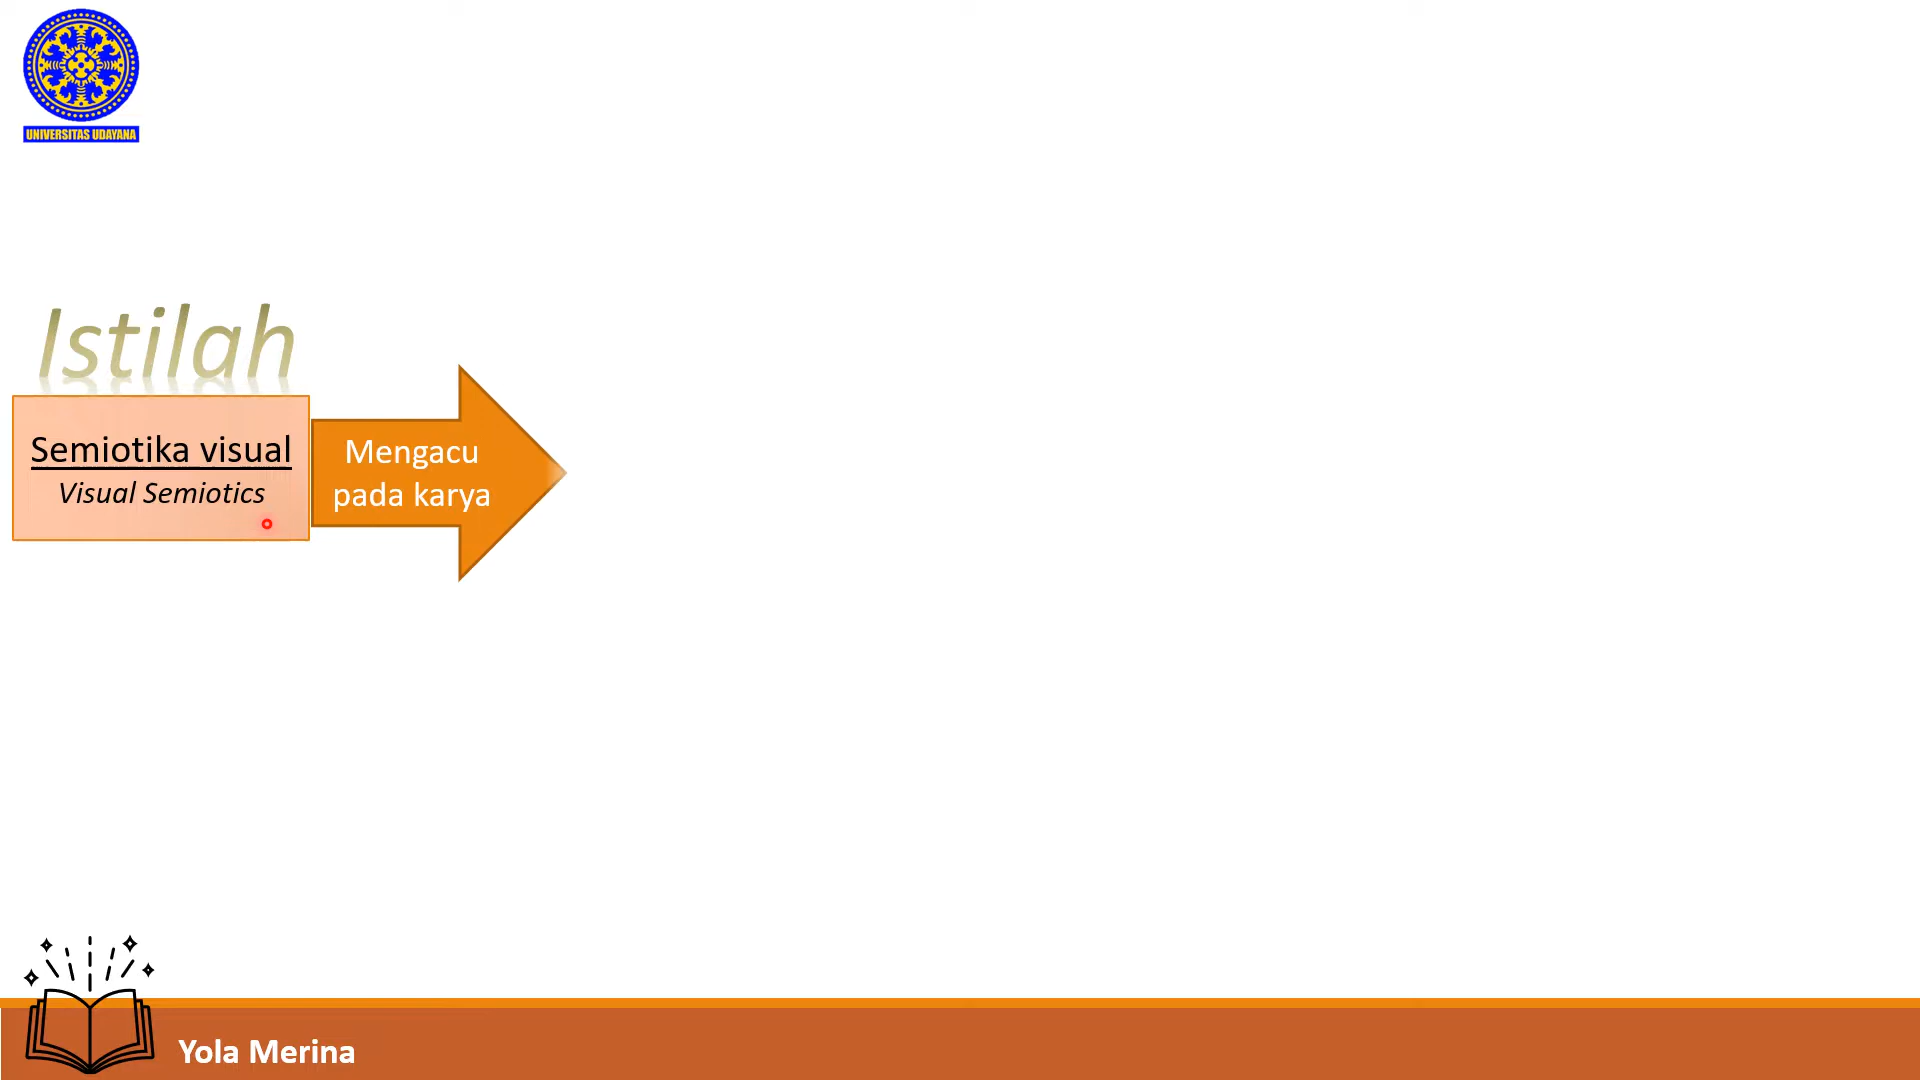 UNIVERSITAS UDAYANA
Istilah
Semiotika visual
Visual Semiotics
Mengacu
pada karya
Yola Merina